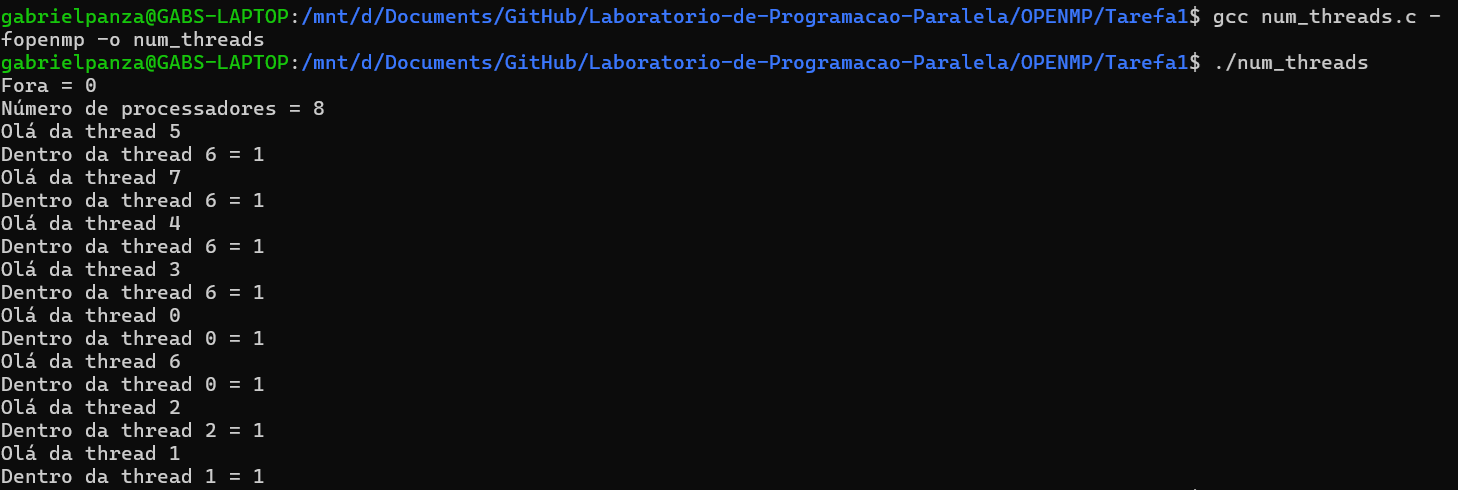 gabrielpanza@GABS-LAPTOP:/mnt/d/Documents/GitHub/Laboratorio-de-Programacao-Paralela/OPENMP/Tarefa1$ gcc num_threads.c -
fopenmp -o num_threads
gabrielpanza@GABS-LAPTOP:/mnt/d/Documents/GitHub/Laboratorio-de-Programacao-Paralela/OPENMP/Tarefa1$ ./num_threads
Fora = 0
Número de processadores = 8
Olá da thread 5
Dentro da thread 6 = 1
Olá da thread 7
Dentro da thread 6 = 1
Olá da thread 4
Dentro da thread 6 = 1
Olá da thread 3
Dentro da thread 6 = 1
Olá da thread 0
Dentro da thread 0 = 1
Olá da thread 6
Dentro da thread 0 = 1
Olá da thread 2
Dentro da thread 2 = 1
Olá da thread 1
Dentro da thread 1 = 1